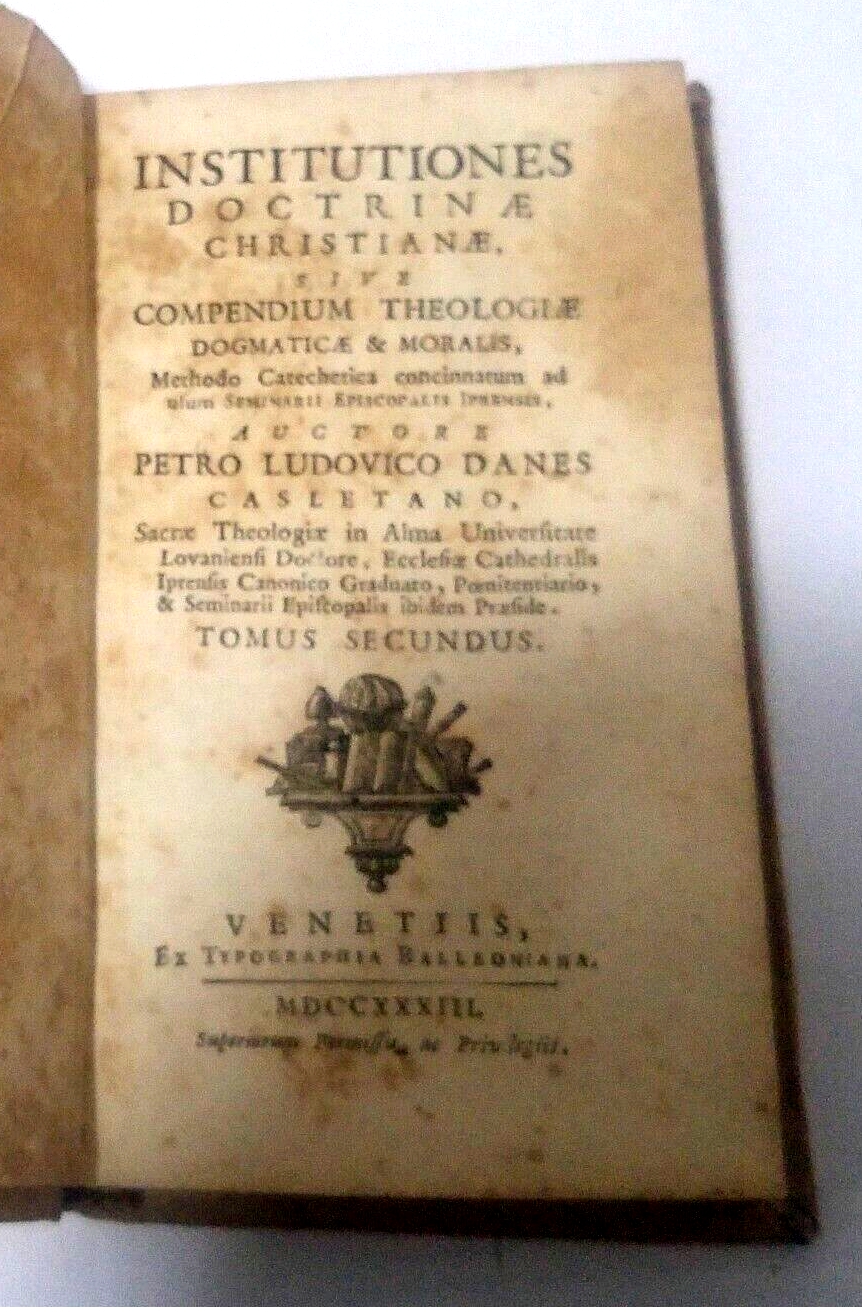 INSTITUTIONES
DOCTRINÆ
CHRISTIANÆ,
SIVE
COMPENDIUM THEOLOGIÆ
DOGMATICÆ & MORALIS,
Methodo Catechetica concinnatum ad
uſum SEMINARII EPISCOPALIS IPRENSIS,
AUCTORE
PETRO LUDOVICO DANES
CASLETANO,
Sacræ Theologiæ in Alma Univerſitate
Lovanienſi Doctore, Eccleſiæ Cathedralis
Iprenſis Canonico Graduato, Pœnitentiario,
& Seminarii Epiſcopalis ibidem Præſide.
TOMUS SECUNDUS.
VENETIIS,
EX TYPOGRAPHIA BALLEONIANA.
MDCCXXXIII.
Superiorum Permiſſu, ac Privilegiis.